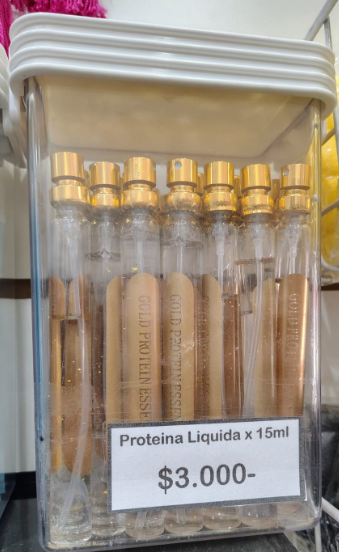 GOLD PROTEIN ESSE
GOLD PROTEIN ESSE
Proteina Liquida x 15ml
$3.000-